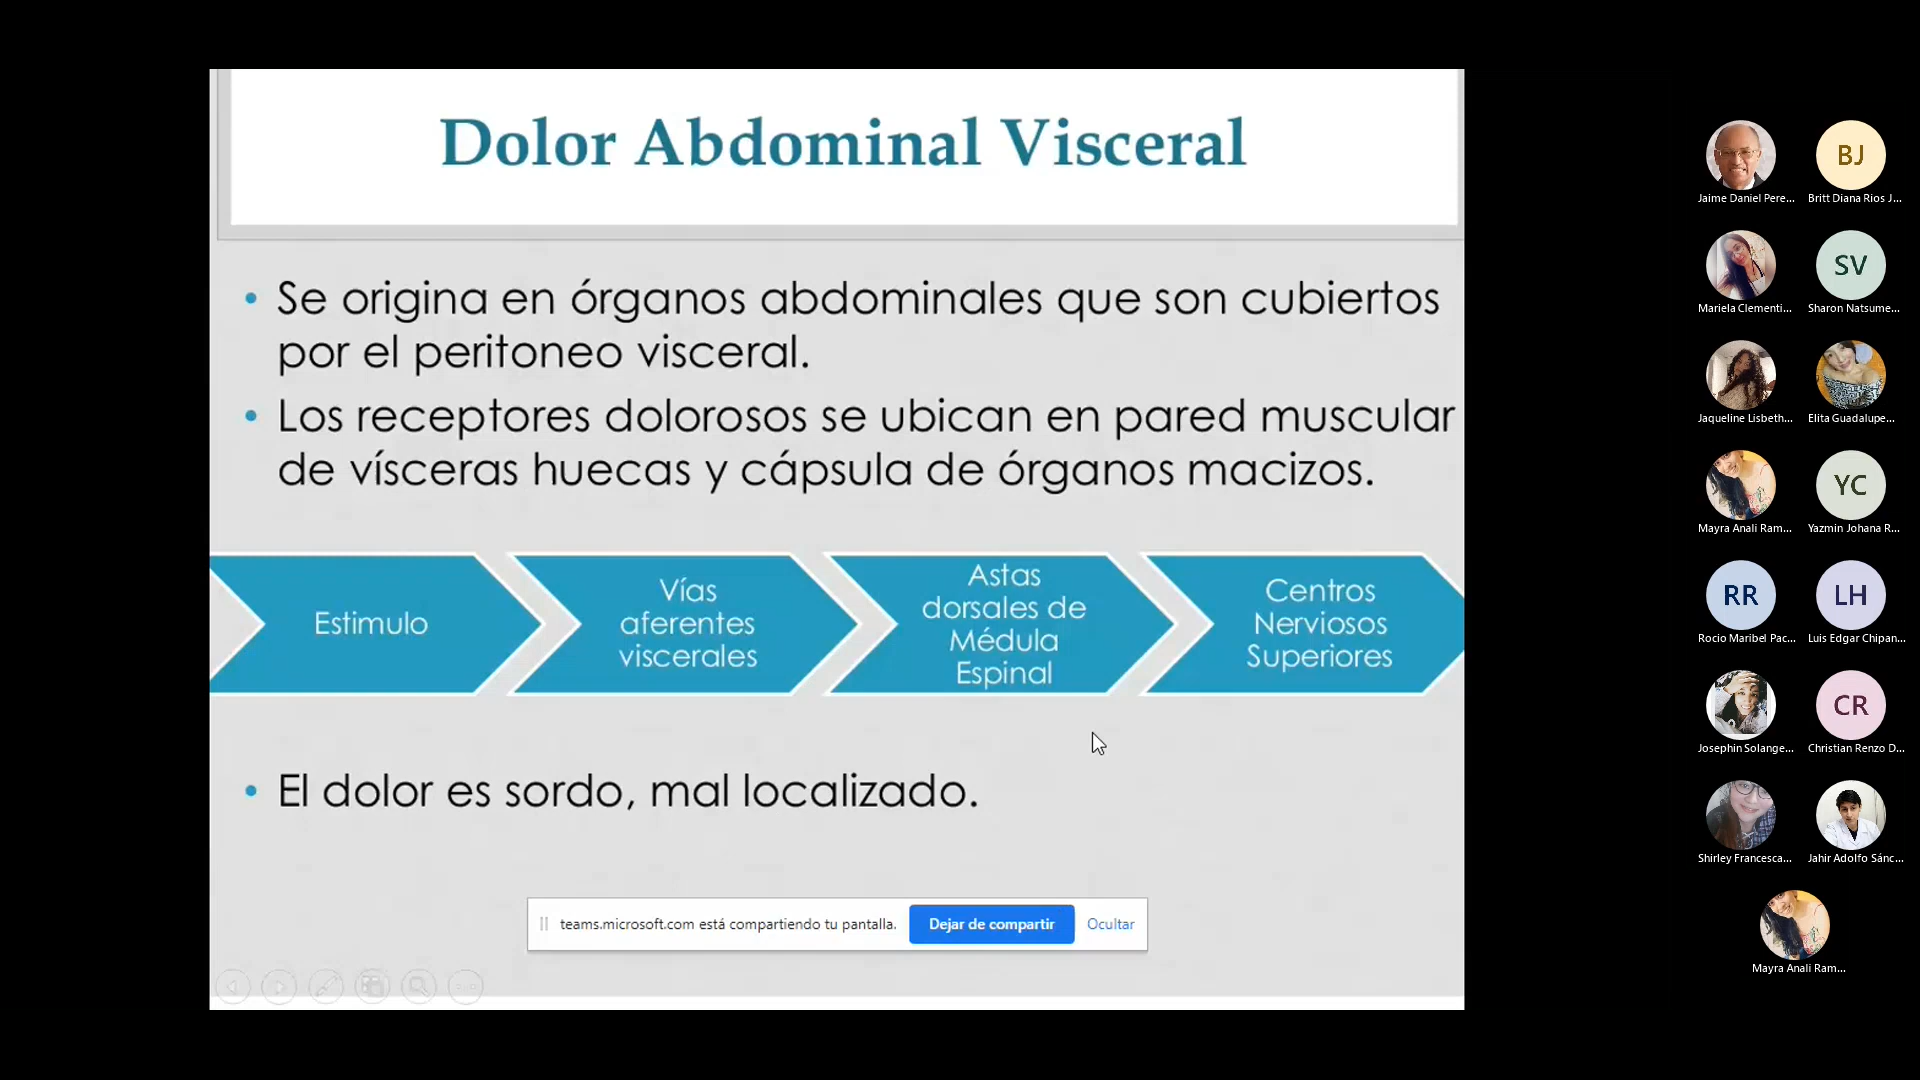 Dolor Abdominal Visceral
• Se origina en órganos abdominales que son cubiertos
por el peritoneo visceral.
• Los receptores dolorosos se ubican en pared muscular
de vísceras huecas y cápsula de órganos macizos.
Estimulo
Vías
aferentes
viscerales
Astas
dorsales de
Médula
Espinal
Centros
Nerviosos
Superiores
• El dolor es sordo, mal localizado.
teams.microsoft.com está compartiendo tu pantalla.
Dejar de compartir
Ocultar
Jaime Daniel Pere...
BJ
Britt Diana Rios J...
Mariela Clementi...
SV
Sharon Natsume...
Jaqueline Lisbeth...
Elita Guadalupe...
Mayra Anali Ram...
YC
Yazmin Johana R...
RR
Rocio Maribel Pac...
LH
Luis Edgar Chipan...
Josephin Solange...
CR
Christian Renzo D...
Shirley Francesca...
Jahir Adolfo Sánc...
Mayra Anali Ram...